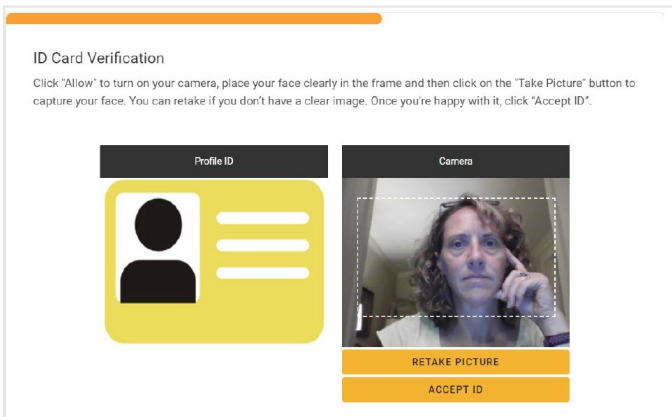 ID Card Verification
Click "Allow" to turn on your camera, place your face clearly in the frame and then click on the "Take Picture" button to
capture your face. You can retake if you don't have a clear image. Once you're happy with it, click "Accept ID".
Profile ID
Camera
RETAKE PICTURE
ACCEPT ID